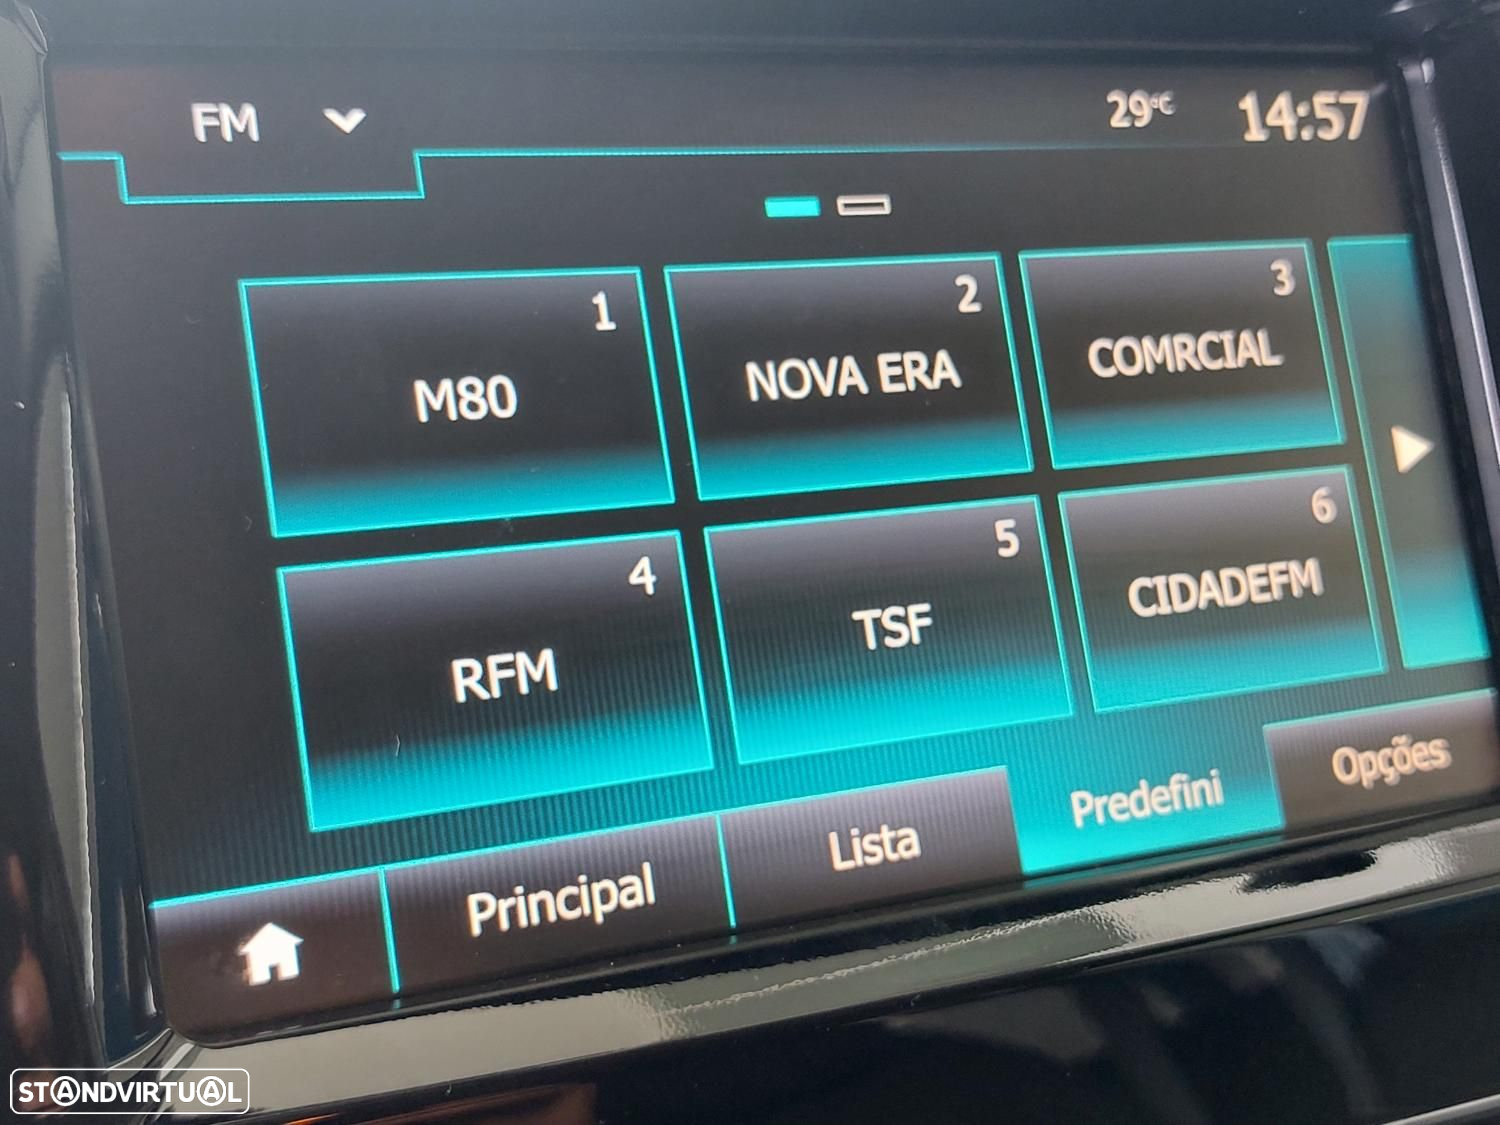 FM
29°C
14:57
1
M80
2
NOVA ERA
3
COMRCIAL
4
RFM
5
TSF
6
CIDADEFM
Principal
Lista
Predefini
Opções
STANDVIRTUAL